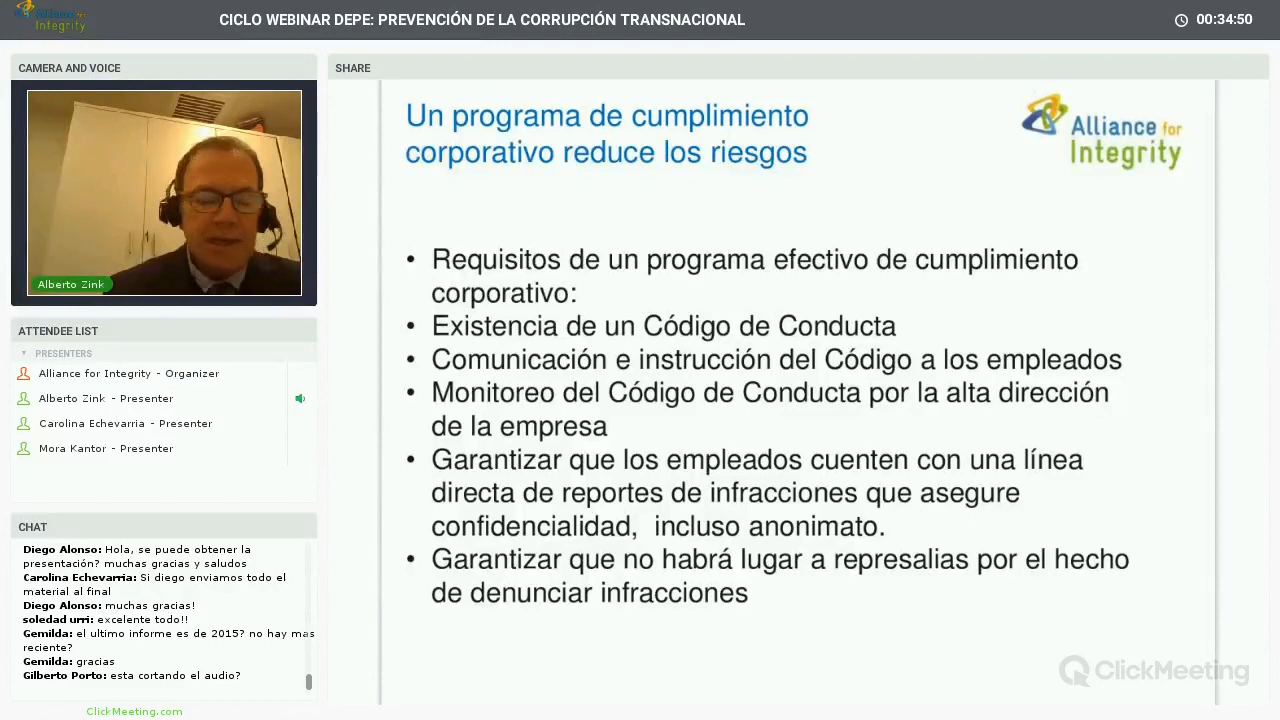 Alliance for
Integrity
CICLO WEBINAR DEPE: PREVENCIÓN DE LA CORRUPCIÓN TRANSNACIONAL
00:34:50
CAMERA AND VOICE
Alberto Zink
ATTENDEE LIST
PRESENTERS
Alliance for Integrity - Organizer
Alberto Zink - Presenter
Carolina Echevarria - Presenter
Mora Kantor - Presenter
CHAT
Diego Alonso: Hola, se puede obtener la
presentación? muchas gracias y saludos
Carolina Echevarria: Si diego enviamos todo el
material al final
Diego Alonso: muchas gracias!
soledad urri: excelente todo!!
Gemilda: el ultimo informe es de 2015? no hay mas
reciente?
Gemilda: gracias
Gilberto Porto: esta cortando el audio?
ClickMeeting.com
SHARE
Un programa de cumplimiento
corporativo reduce los riesgos
Alliance for
Integrity
• Requisitos de un programa efectivo de cumplimiento
corporativo:
• Existencia de un Código de Conducta
• Comunicación e instrucción del Código a los empleados
• Monitoreo del Código de Conducta por la alta dirección
de la empresa
• Garantizar que los empleados cuenten con una línea
directa de reportes de infracciones que asegure
confidencialidad, incluso anonimato.
• Garantizar que no habrá lugar a represalias por el hecho
de denunciar infracciones
ClickMeeting